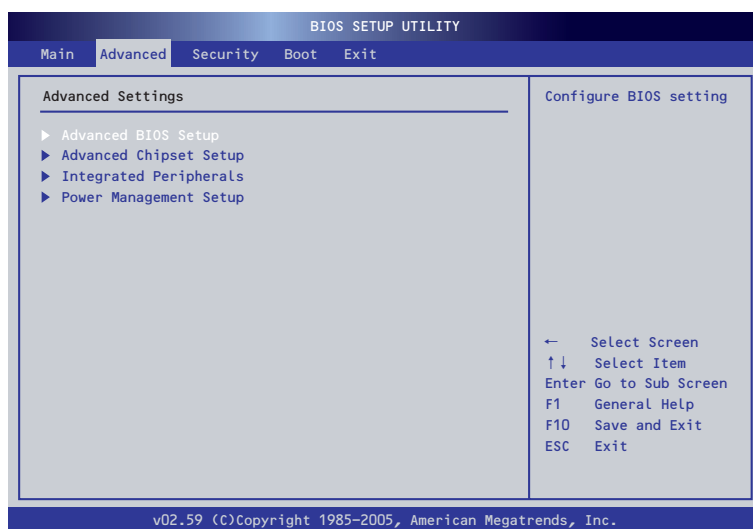 BIOS SETUP UTILITY
Main Advanced Security Boot Exit
Advanced Settings
▶ Advanced BIOS Setup
▶ Advanced Chipset Setup
▶ Integrated Peripherals
▶ Power Management Setup
Configure BIOS setting
← Select Screen
↑↓ Select Item
Enter Go to Sub Screen
F1 General Help
F10 Save and Exit
ESC Exit
v02.59 (C)Copyright 1985-2005, American Megatrends, Inc.